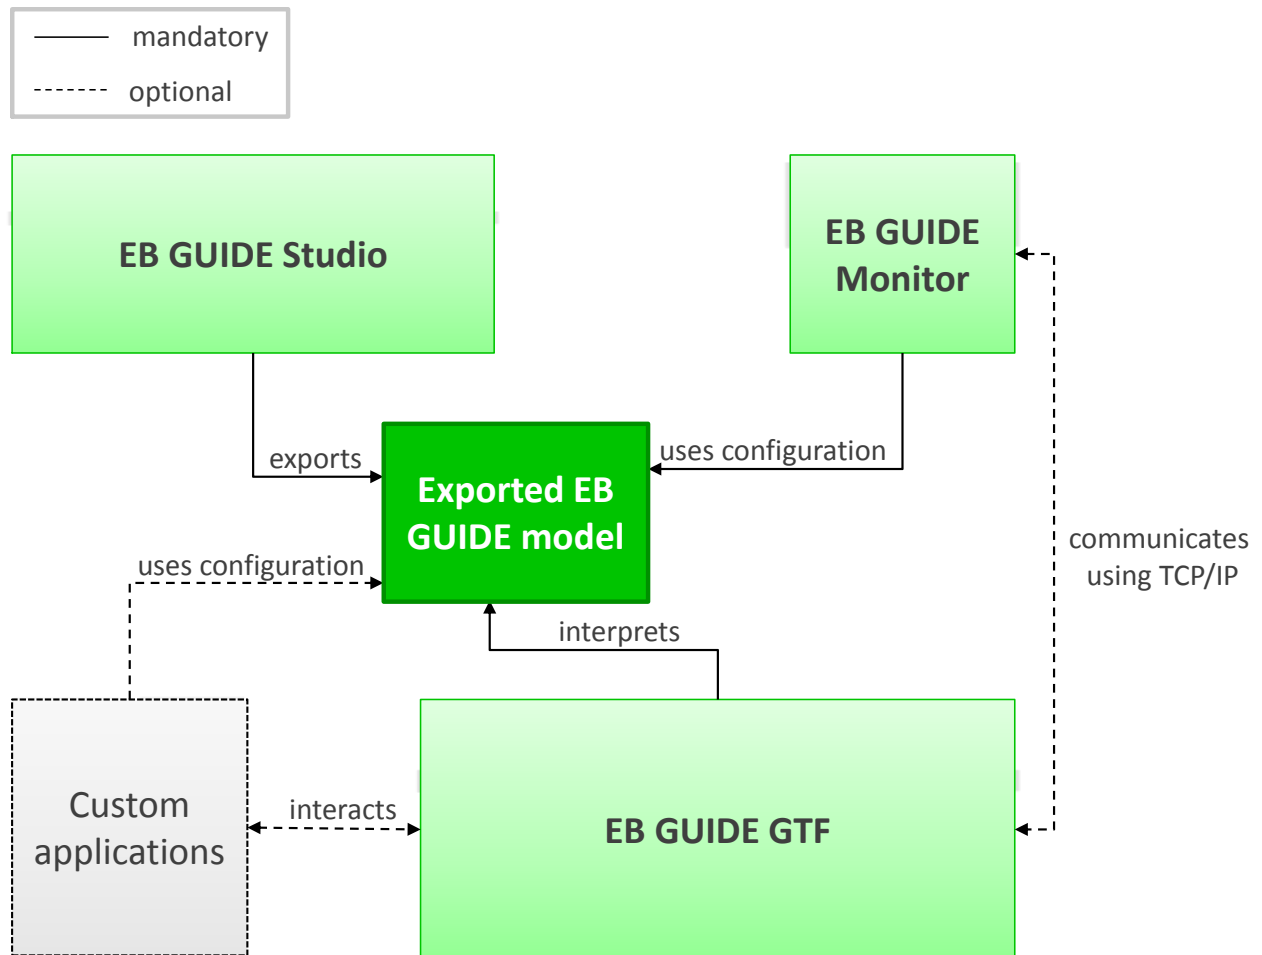 mandatory
optional
EB GUIDE Studio
EB GUIDE
Monitor
exports
uses configuration
Exported EB
GUIDE model
communicates
using TCP/IP
uses configuration
interprets
Custom
applications
interacts
EB GUIDE GTF